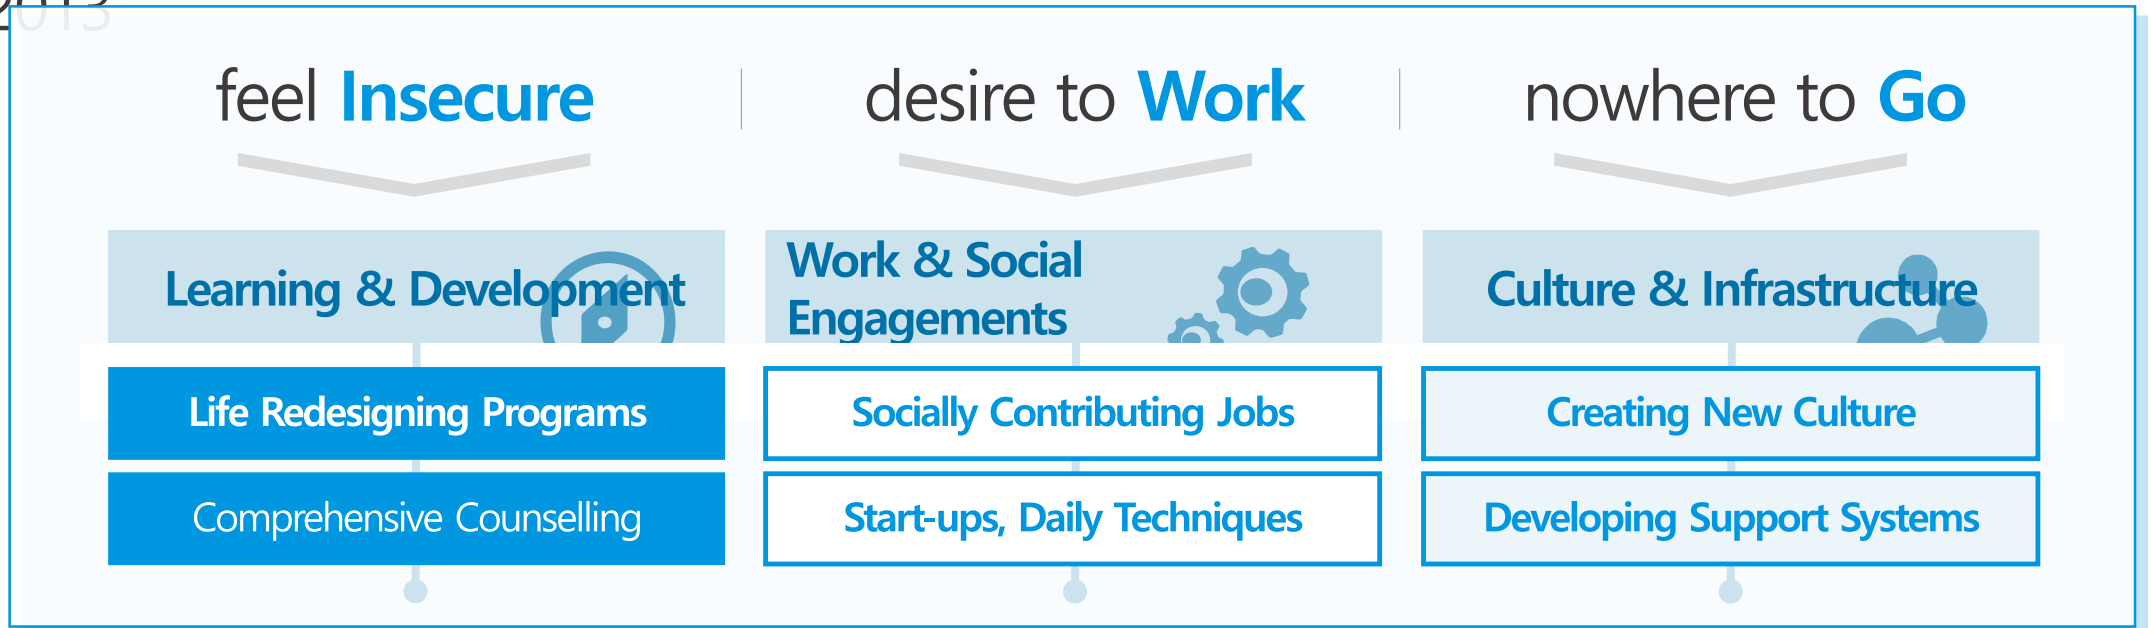 2013
feel Insecure
desire to Work
nowhere to Go
Learning & Development
Work & Social
Engagements
Culture & Infrastructure
Life Redesigning Programs
Socially Contributing Jobs
Creating New Culture
Comprehensive Counselling
Start-ups, Daily Techniques
Developing Support Systems